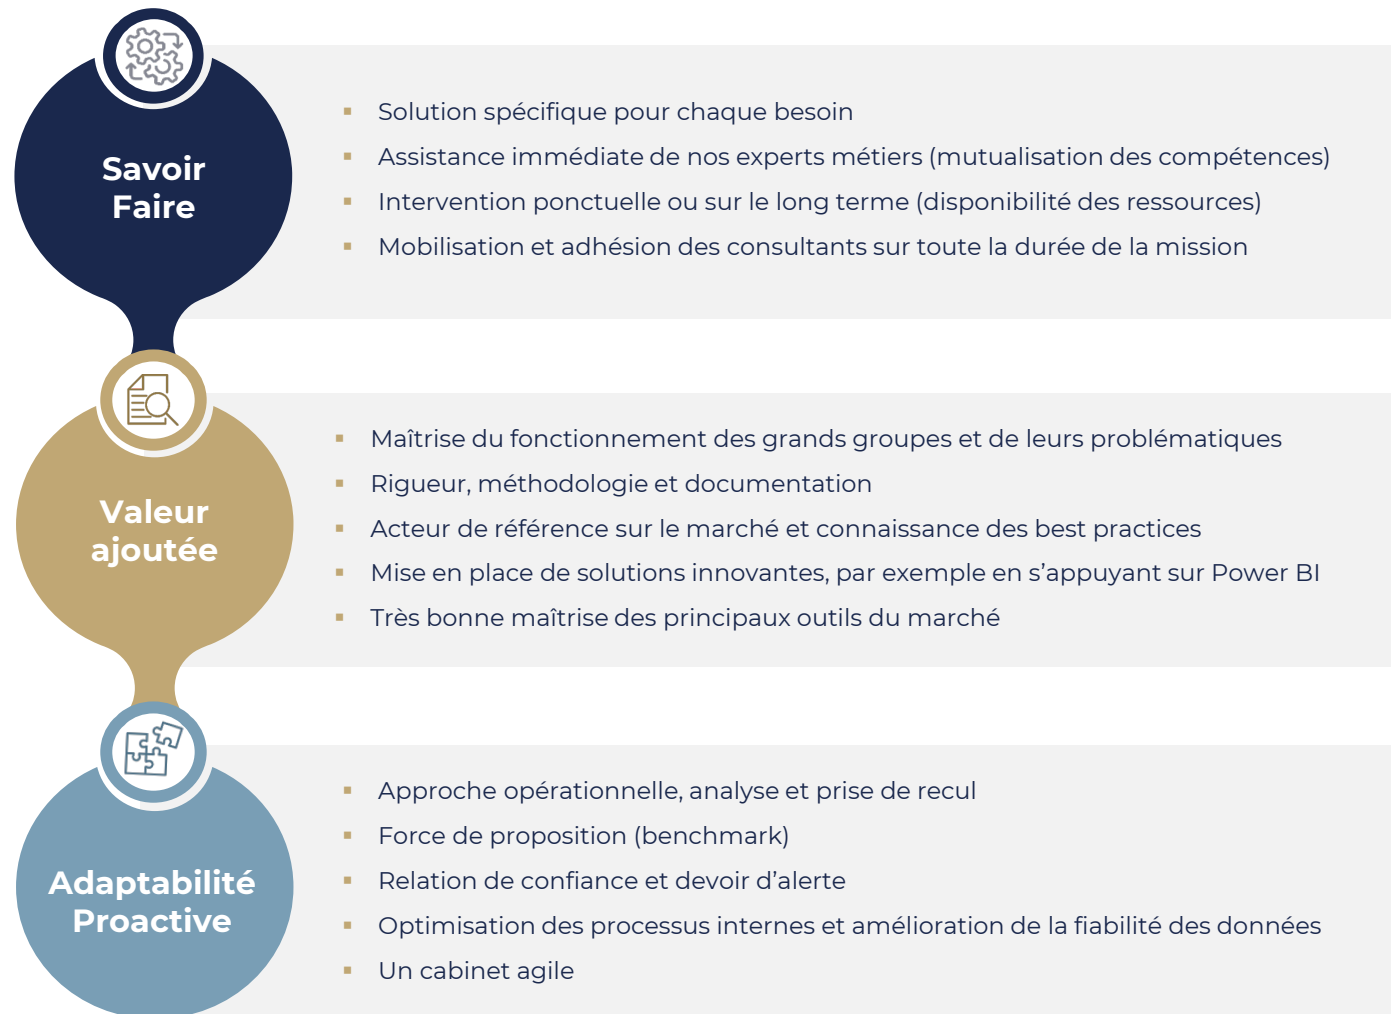 Savoir
Faire
Solution spécifique pour chaque besoin
Assistance immédiate de nos experts métiers (mutualisation des compétences)
Intervention ponctuelle ou sur le long terme (disponibilité des ressources)
Mobilisation et adhésion des consultants sur toute la durée de la mission
Valeur
ajoutée
Maîtrise du fonctionnement des grands groupes et de leurs problématiques
Rigueur, méthodologie et documentation
Acteur de référence sur le marché et connaissance des best practices
Mise en place de solutions innovantes, par exemple en s’appuyant sur Power BI
Très bonne maîtrise des principaux outils du marché
Adaptabilité
Proactive
Approche opérationnelle, analyse et prise de recul
Force de proposition (benchmark)
Relation de confiance et devoir d’alerte
Optimisation des processus internes et amélioration de la fiabilité des données
Un cabinet agile